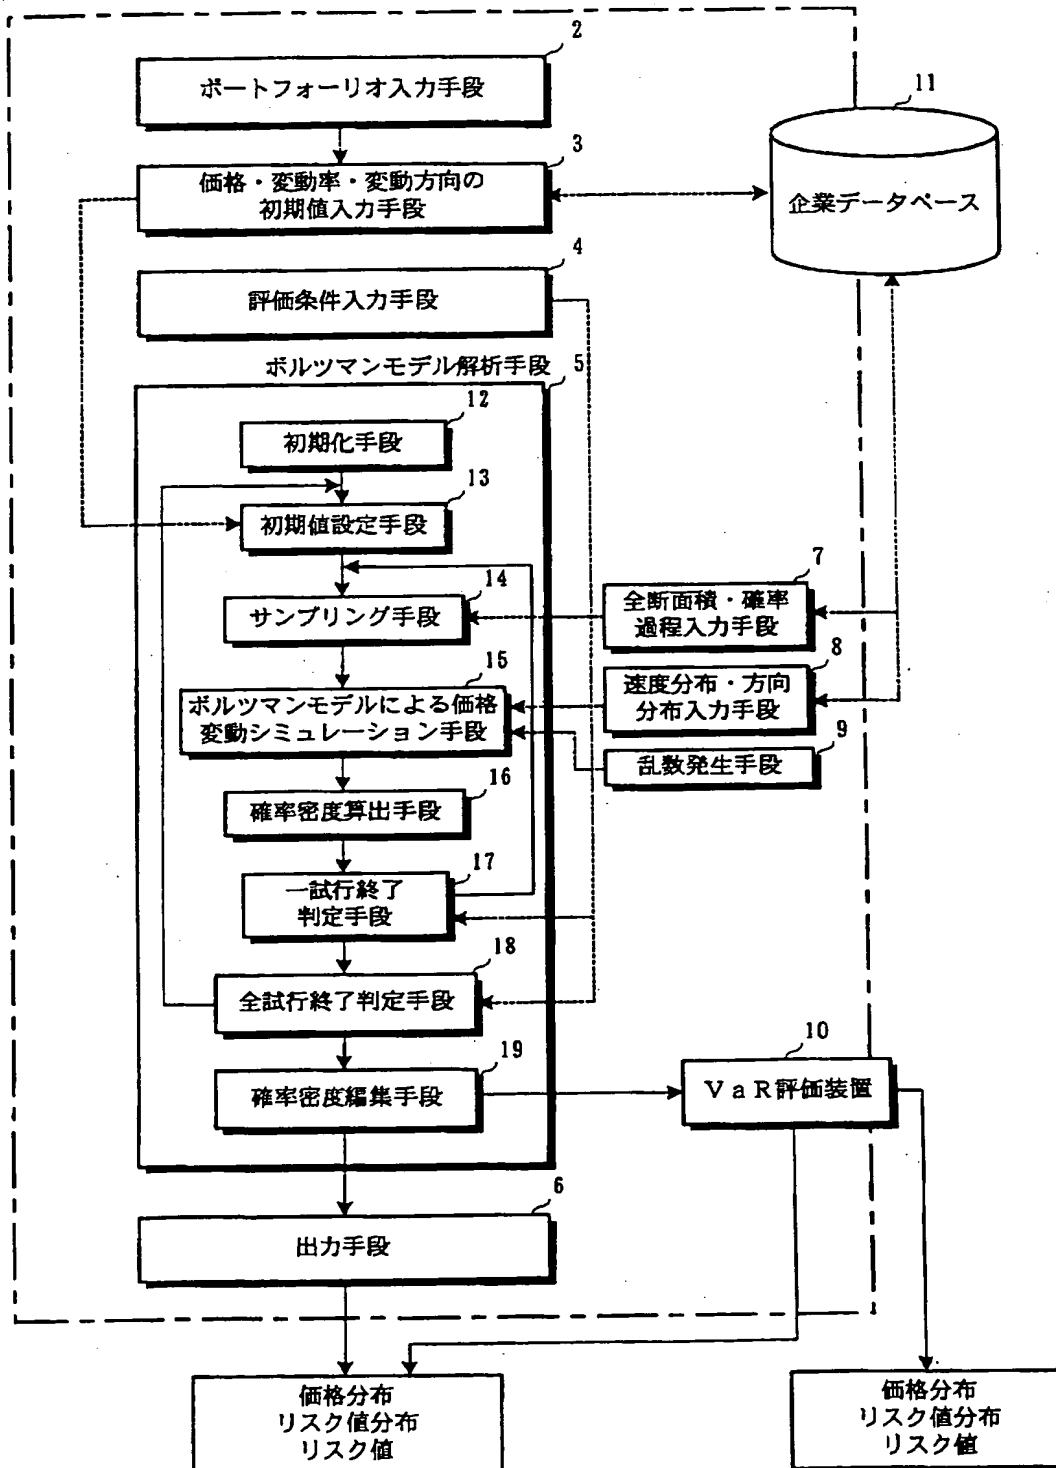 2
ポートフォーリオ入力手段
11
3
価格・変動率・変動方向の
初期値入力手段
企業データベース
4
評価条件入力手段
ボルツマンモデル解析手段
5
12
初期化手段
13
初期値設定手段
7
14
全断面積・確率
過程入力手段
サンプリング手段
8
15
速度分布・方向
分布入力手段
ボルツマンモデルによる価格
変動シミュレーション手段
9
乱数発生手段
16
確率密度算出手段
17
一試行終了
判定手段
18
全試行終了判定手段
10
19
VaR評価装置
確率密度編集手段
6
出力手段
価格分布
リスク値分布
リスク値
価格分布
リスク値分布
リスク値